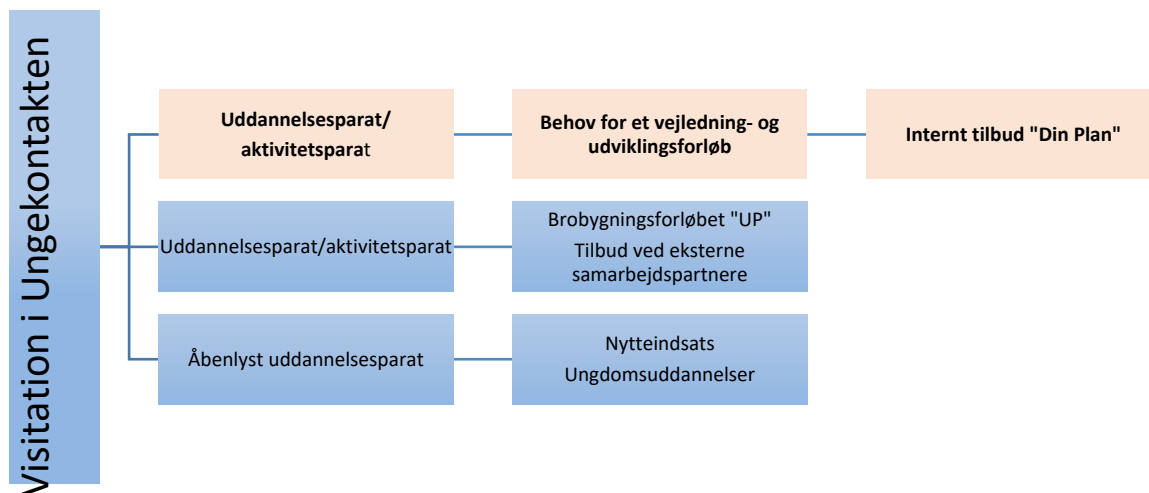 Visitation i Ungekontakten
Uddannelsesparat/
aktivitetsparat
Behov for et vejledning- og
udviklingsforløb
Internt tilbud "Din Plan"
Uddannelsesparat/aktivitetsparat
Brobygningsforløbet "UP"
Tilbud ved eksterne
samarbejdspartnere
Åbenlyst uddannelsesparat
Nytteindsats
Ungdomsuddannelser